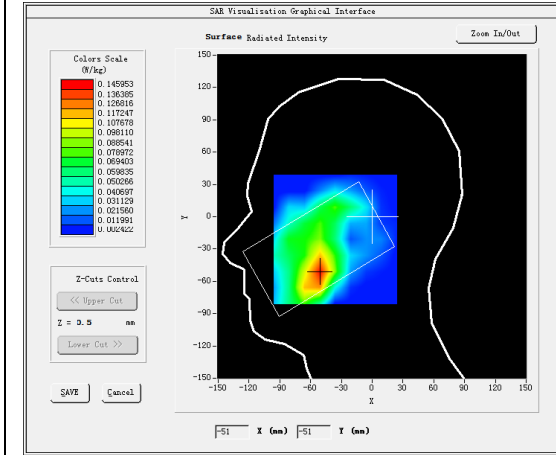 SAR Visualisation Graphical Interface
Surface Radiated Intensity
Zoom In/Out
Colors Scale
(W/kg)
0.145953
0.136385
0.126816
0.117247
0.107678
0.098110
0.088541
0.078972
0.069403
0.059835
0.050266
0.040697
0.031129
0.021560
0.011991
0.002422
Z-Cuts Control
<< Upper Cut
Z = 0.5 mm
Lower Cut >>
SAVE Cancel
150
120
90
60
30
0
-30
-60
-90
-120
-150
Y
-150 -120 -90 -60 -30 0 30 60 90 120 150
X
-51 X (mm) -51 Y (mm)